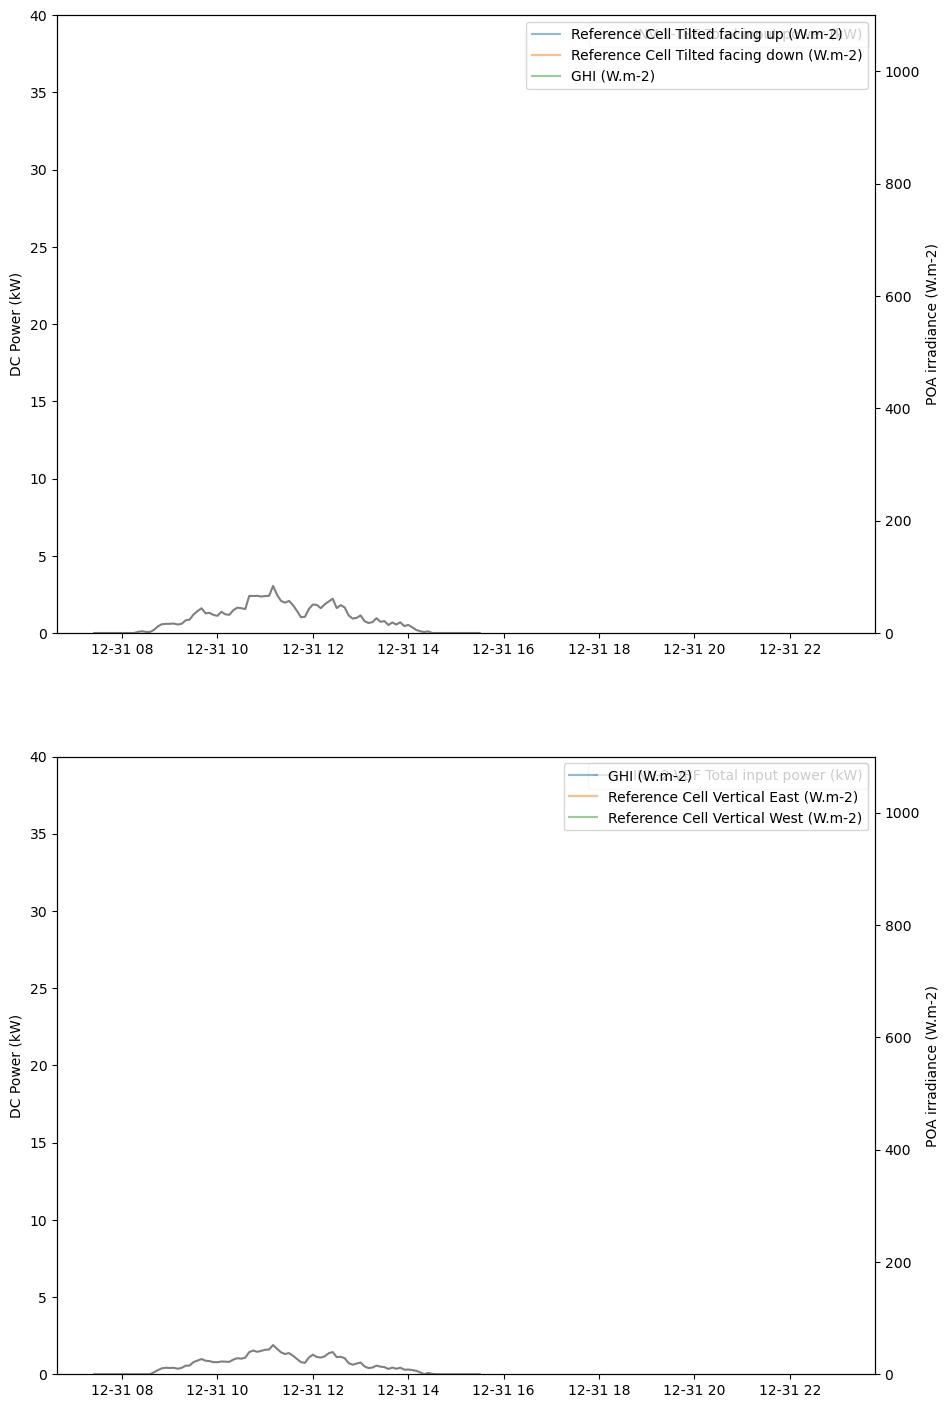 40
35
30
25
20
15
10
5
0
DC Power (kW)
Reference Cell Tilted facing up (W.m-2)
Reference Cell Tilted facing down (W.m-2)
GHI (W.m-2)
1000
800
600
400
200
0
POA irradiance (W.m-2)
12-31 08 12-31 10 12-31 12 12-31 14 12-31 16 12-31 18 12-31 20 12-31 22
40
35
30
25
20
15
10
5
0
DC Power (kW)
GHI (W.m-2)
Total input power (kW)
Reference Cell Vertical East (W.m-2)
Reference Cell Vertical West (W.m-2)
1000
800
600
400
200
0
POA irradiance (W.m-2)
12-31 08 12-31 10 12-31 12 12-31 14 12-31 16 12-31 18 12-31 20 12-31 22